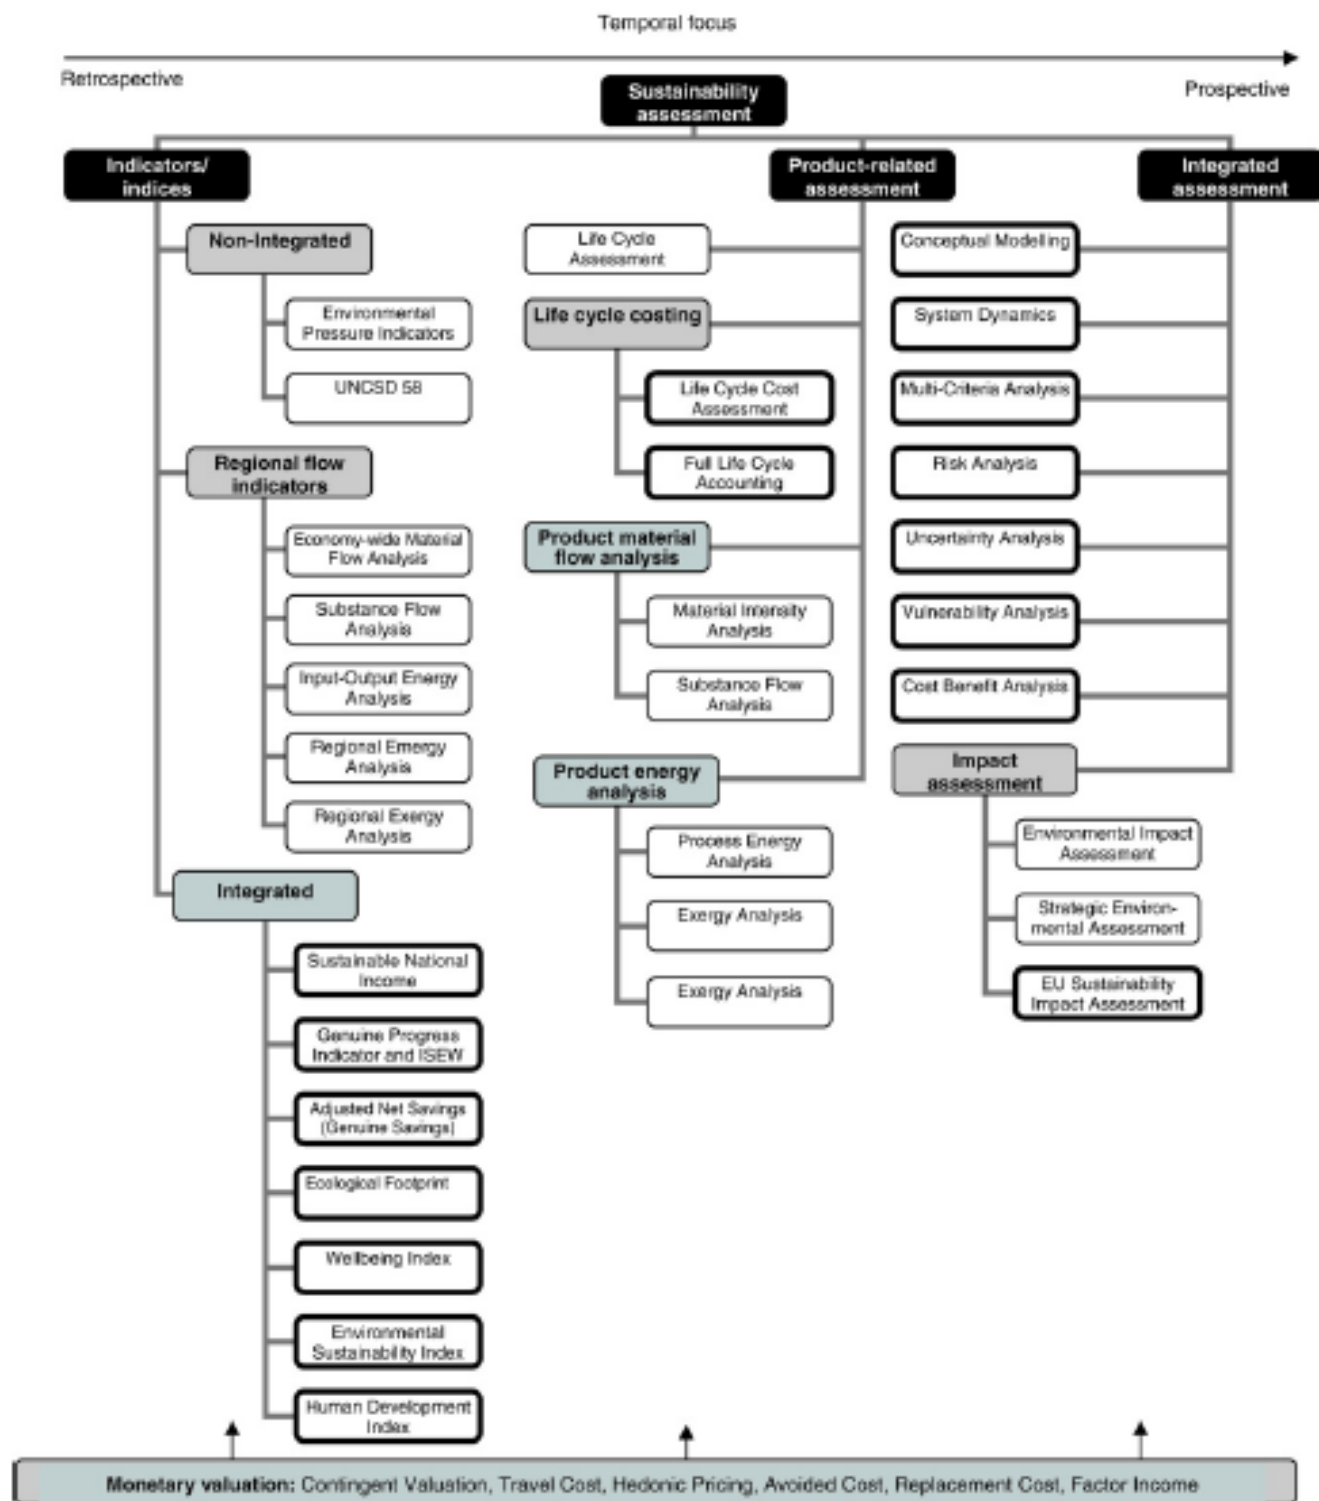 Temporal focus
Retrospective
Prospective
Sustainability
assessment
Indicators/
indices
Non-Integrated
Environmental
Pressure Indicators
UNCSD 58
Regional flow
indicators
Economy-wide Material
Flow Analysis
Substance Flow
Analysis
Input-Output Energy
Analysis
Regional Emergy
Analysis
Regional Exergy
Analysis
Integrated
Sustainable National
Income
Genuine Progress
Indicator and ISEW
Adjusted Net Savings
(Genuine Savings)
Ecological Footprint
Wellbeing Index
Environmental
Sustainability Index
Human Development
Index
Product-related
assessment
Life Cycle
Assessment
Life cycle costing
Life Cycle Cost
Assessment
Full Life Cycle
Accounting
Product material
flow analysis
Material Intensity
Analysis
Substance Flow
Analysis
Product energy
analysis
Process Energy
Analysis
Exergy Analysis
Exergy Analysis
Integrated
assessment
Conceptual Modelling
System Dynamics
Multi-Criteria Analysis
Risk Analysis
Uncertainty Analysis
Vulnerability Analysis
Cost Benefit Analysis
Impact
assessment
Environmental Impact
Assessment
Strategic Environ-
mental Assessment
EU Sustainability
Impact Assessment
Monetary valuation: Contingent Valuation, Travel Cost, Hedonic Pricing, Avoided Cost, Replacement Cost, Factor Income